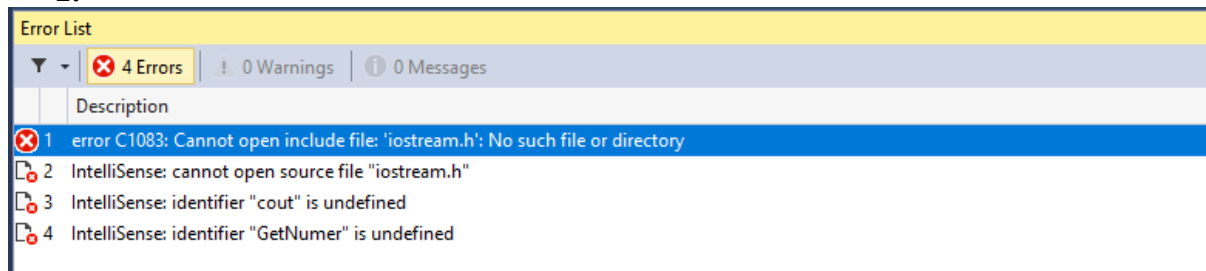 Error List
4 Errors 0 Warnings 0 Messages
Description
1 error C1083: Cannot open include file: 'iostream.h': No such file or directory
2 IntelliSense: cannot open source file "iostream.h"
3 IntelliSense: identifier "cout" is undefined
4 IntelliSense: identifier "GetNumer" is undefined